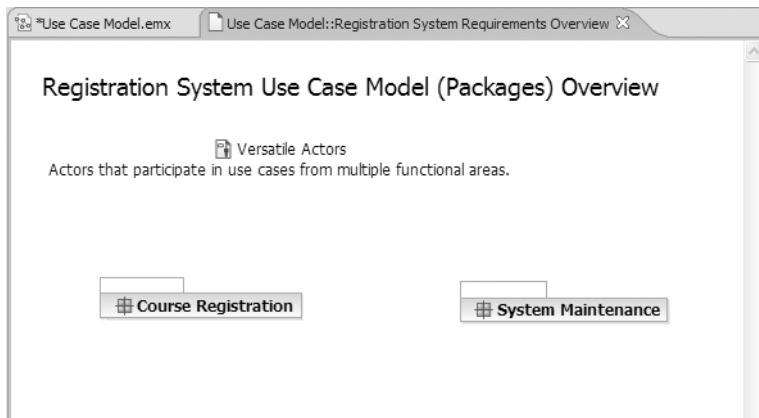 *Use Case Model.emx
Use Case Model::Registration System Requirements Overview
Registration System Use Case Model (Packages) Overview
Versatile Actors
Actors that participate in use cases from multiple functional areas.
Course Registration
System Maintenance